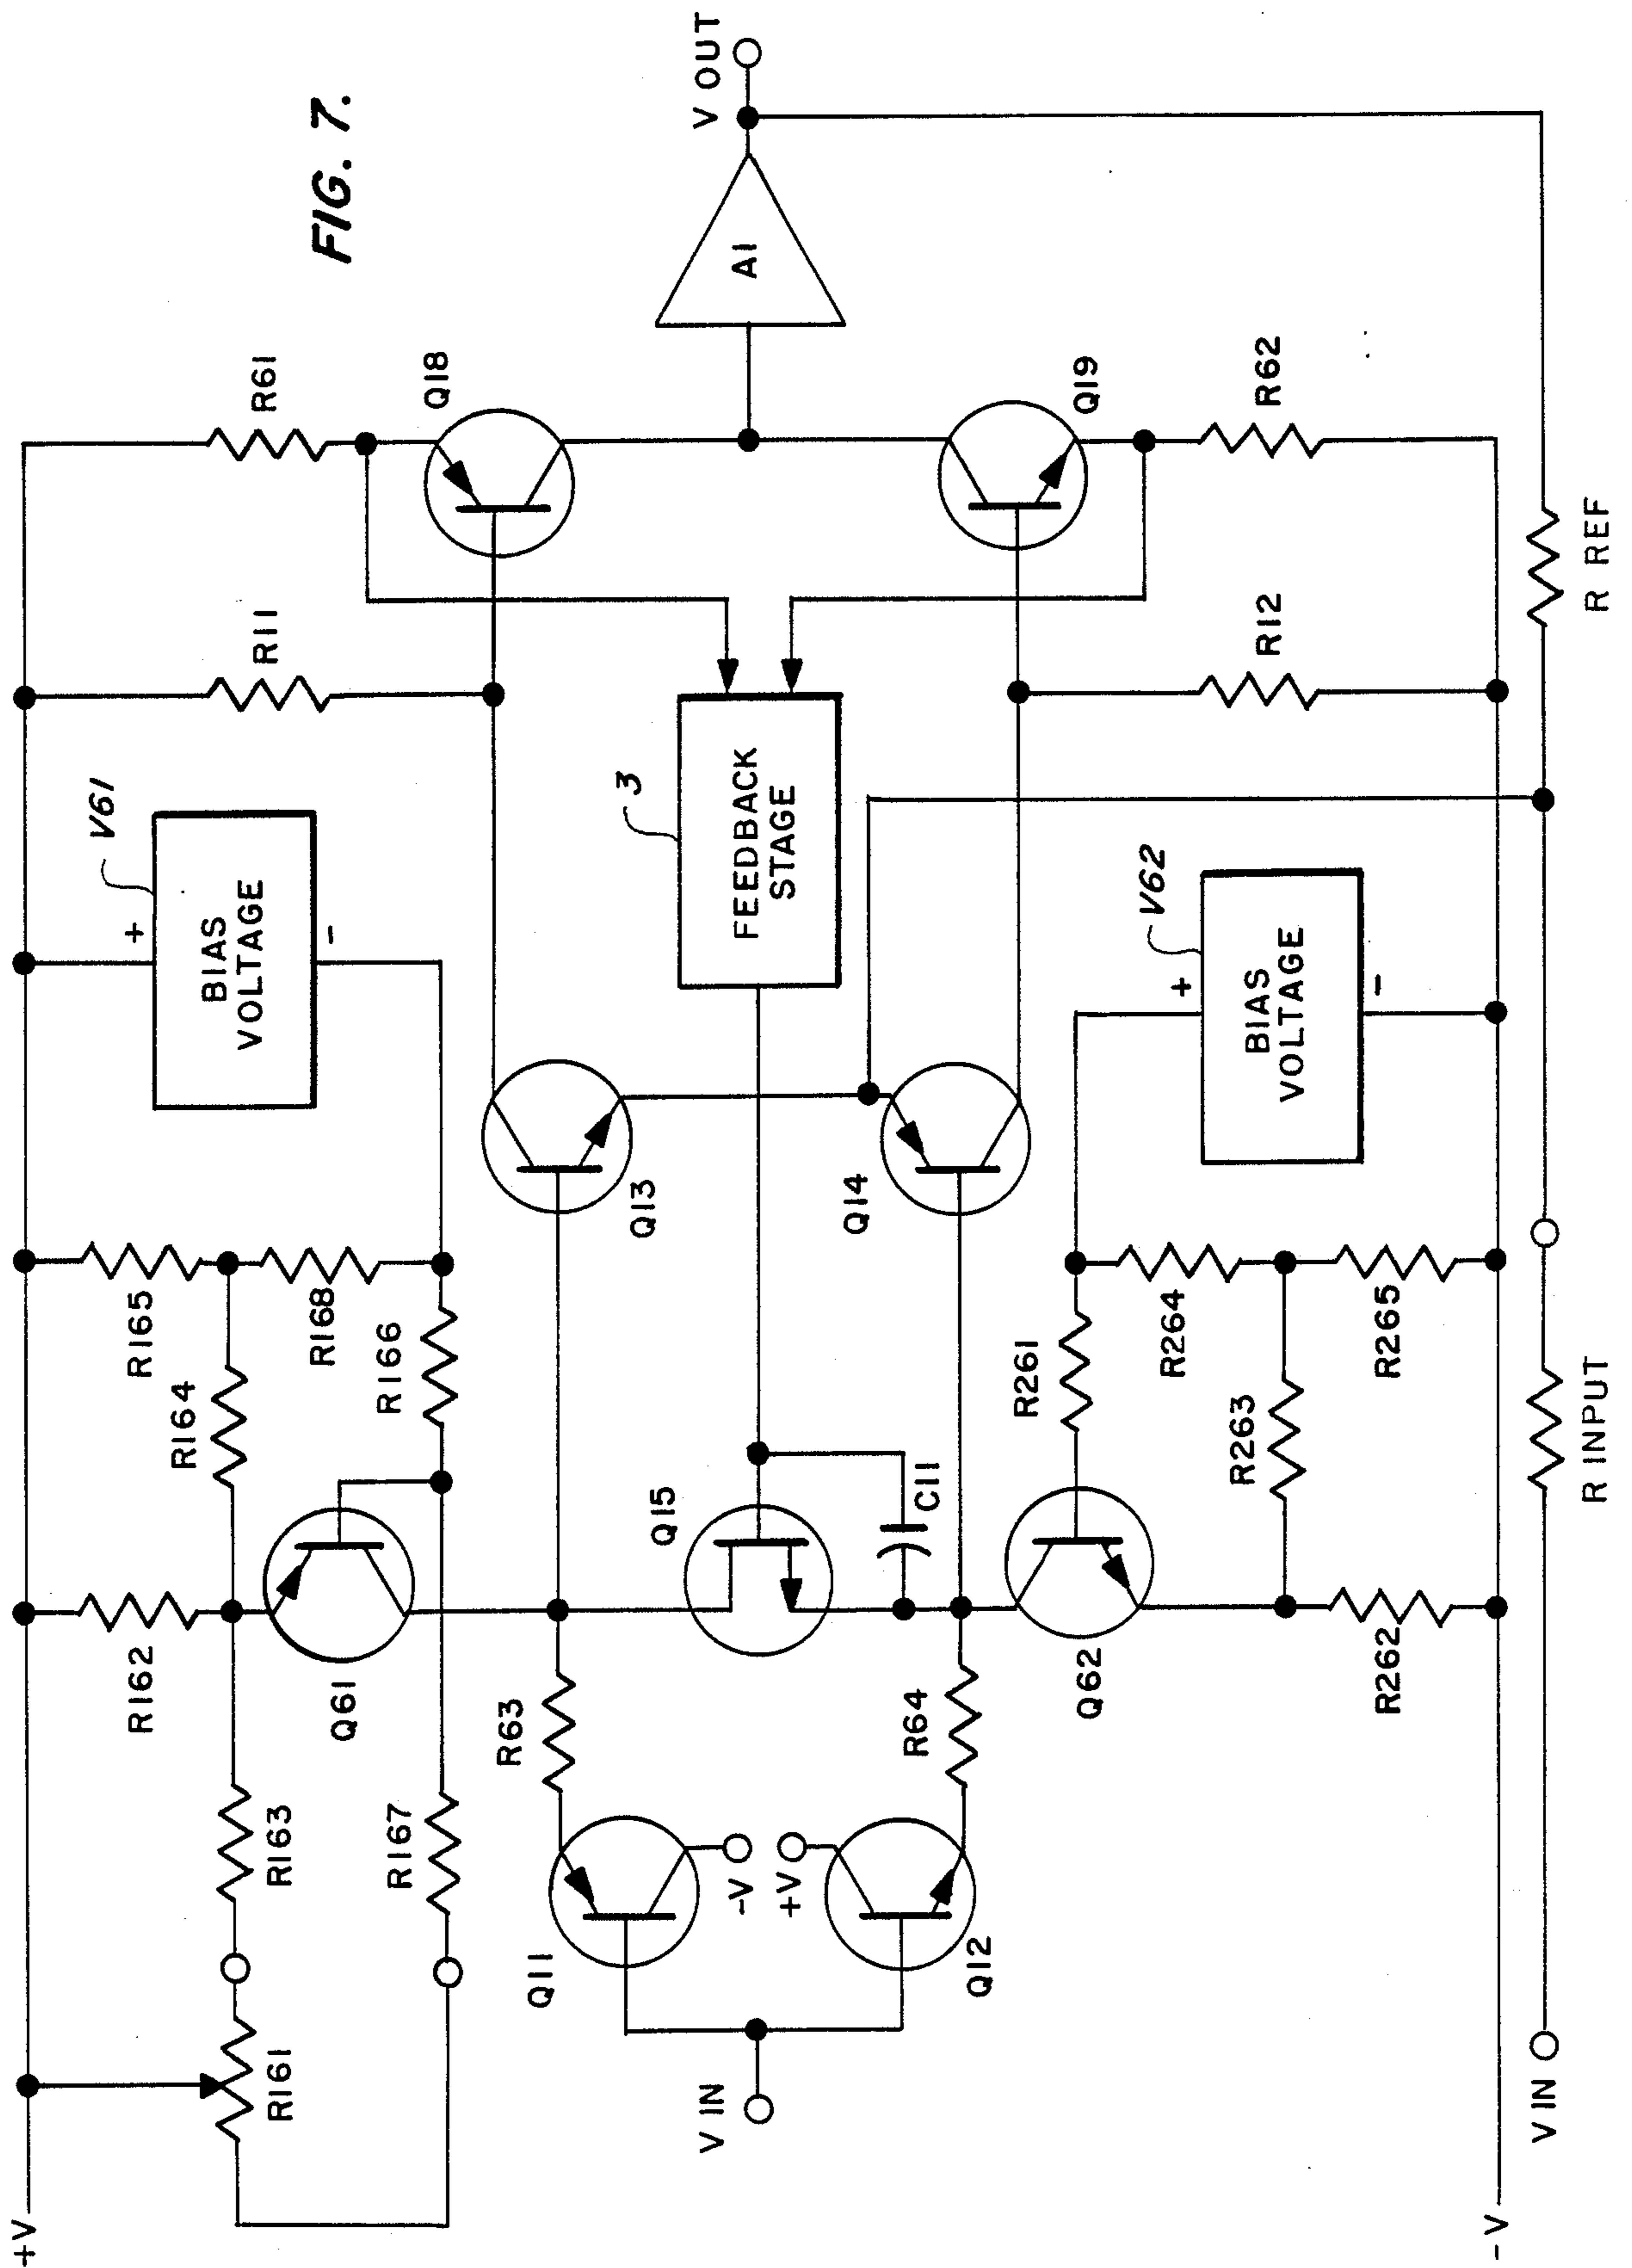 FIG. 7.
+V
R161
R163
R167
R162
Q61
R164
R165
R168
R166
V61
+
BIAS
VOLTAGE
-
R11
R61
Q18
V IN
Q11
-V
+V
Q12
R63
R64
Q15
C11
Q13
Q14
3
FEEDBACK
STAGE
A1
V OUT
Q62
R262
R261
R263
R264
R265
V62
+
BIAS
VOLTAGE
-
R12
Q19
R62
-V
V IN
R INPUT
R REF